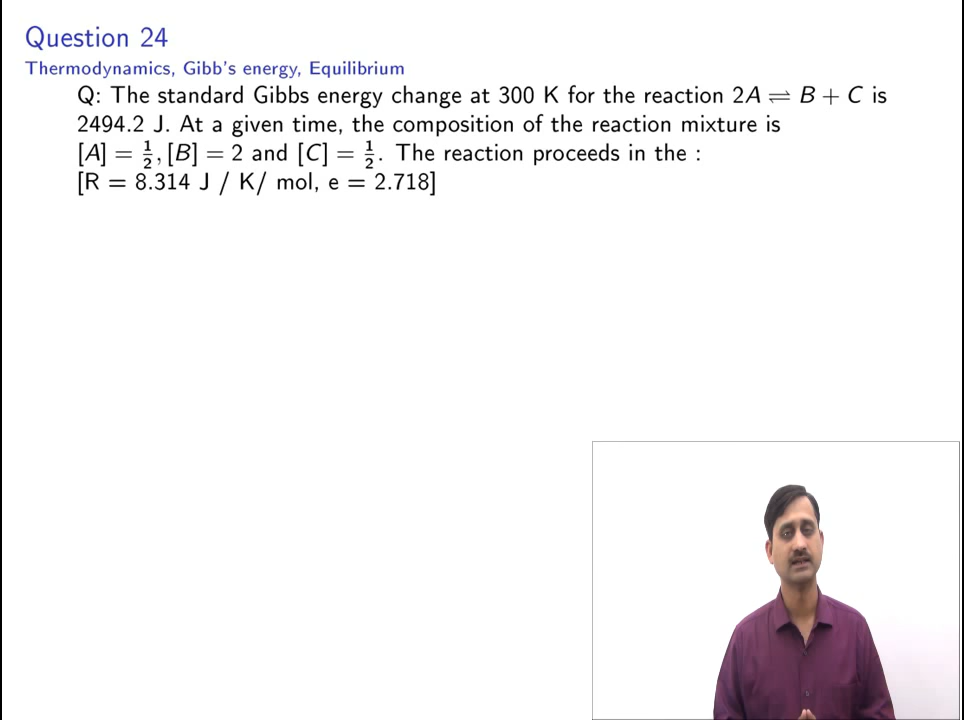 Question 24
Thermodynamics, Gibb's energy, Equilibrium
Q: The standard Gibbs energy change at 300 K for the reaction 2A ⇌ B + C is
2494.2 J. At a given time, the composition of the reaction mixture is
[A] = 1/2, [B] = 2 and [C] = 1/2. The reaction proceeds in the :
[R = 8.314 J / K/ mol, e = 2.718]